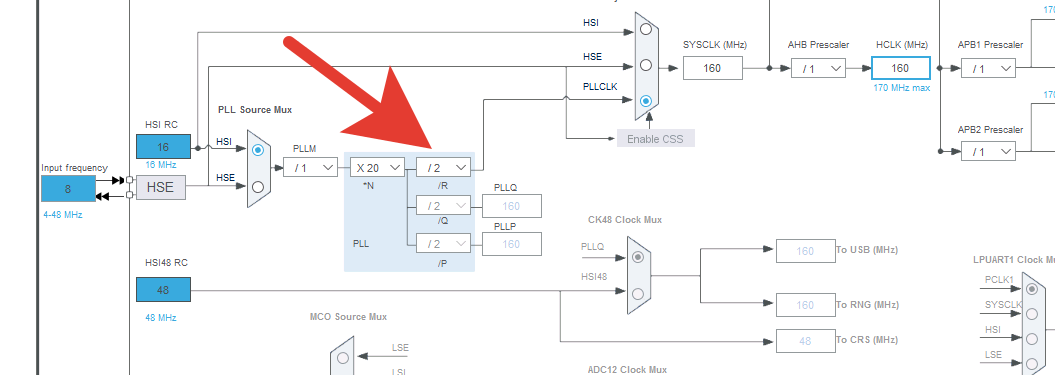 170
HSI
SYSCLK (MHz)
AHB Prescaler
HCLK (MHz)
APB1 Prescaler
HSE
160
/ 1
160
/ 1
PLLCLK
170 MHz max
170
PLL Source Mux
HSI RC
16
16 MHz
HSI
PLLM
/ 1
X 20
*N
/ 2
/R
Enable CSS
APB2 Prescaler
/ 1
Input frequency
8
4-48 MHz
HSE
HSE
/ 2
/Q
PLLQ
160
PLL
/ 2
/P
PLLP
160
CK48 Clock Mux
PLLQ
HSI48
160
To USB (MHz)
HSI48 RC
48
48 MHz
160
To RNG (MHz)
48
To CRS (MHz)
LPUART1 Clock Mu
PCLK1
SYSCLK
HSI
LSE
MCO Source Mux
LSE
LSI
ADC12 Clock Mux